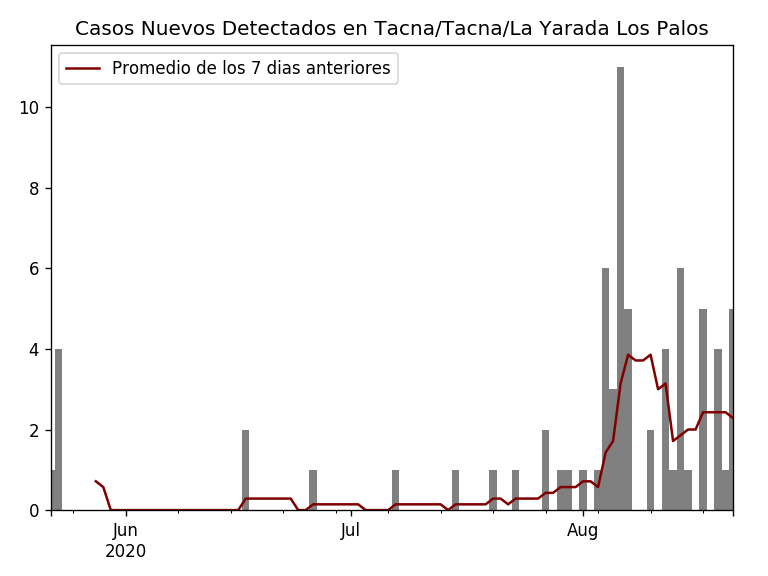 Casos Nuevos Detectados en Tacna/Tacna/La Yarada Los Palos
Promedio de los 7 dias anteriores
10
8
6
4
2
0
Jun
2020
Jul
Aug